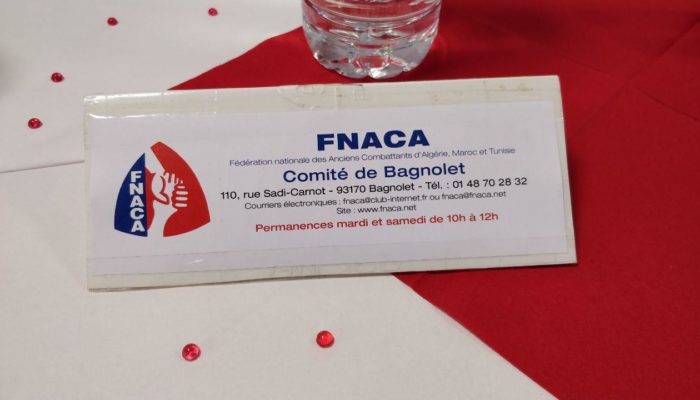 FNACA
FNACA
Fédération nationale des Anciens Combattants d'Algérie, Maroc et Tunisie
Comité de Bagnolet
110, rue Sadi-Carnot - 93170 Bagnolet - Tél. : 01 48 70 28 32
Courriers électroniques : fnaca@club-internet.fr ou fnaca@fnaca.net
Site : www.fnaca.net
Permanences mardi et samedi de 10h à 12h